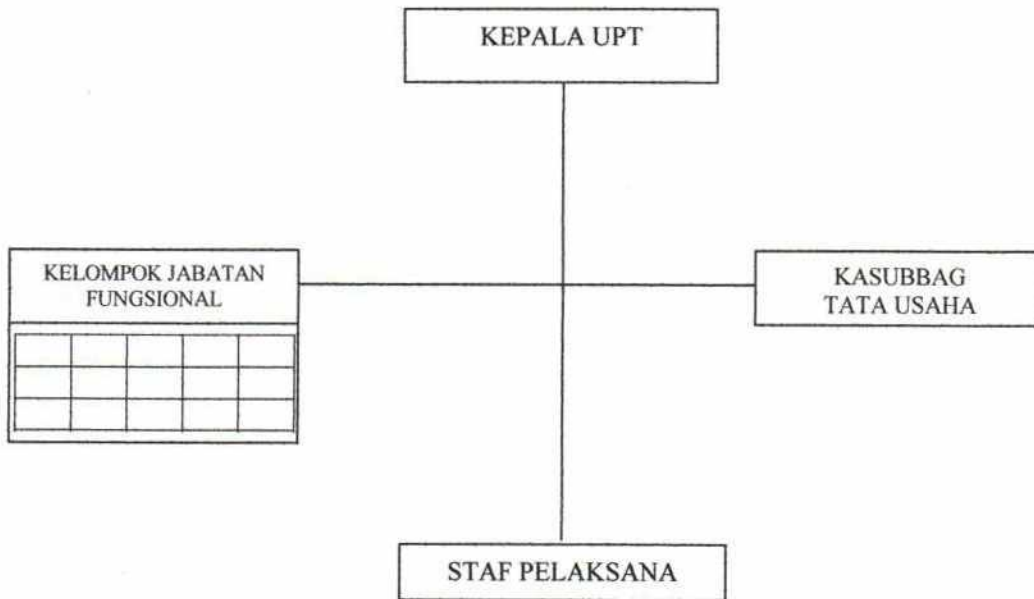 KEPALA UPT
KELOMPOK JABATAN
FUNGSIONAL
KASUBBAG
TATA USAHA
STAF PELAKSANA